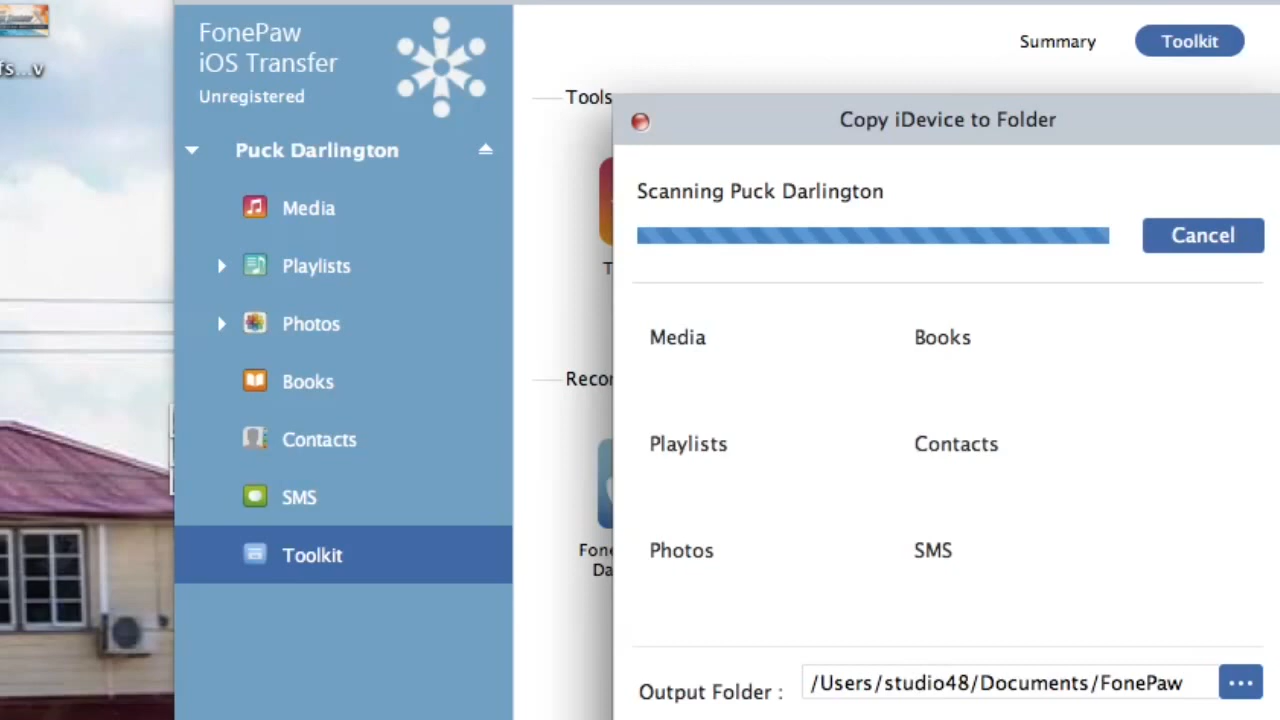 FonePaw
iOS Transfer
Unregistered
Puck Darlington
Media
Playlists
Photos
Books
Contacts
SMS
Toolkit
Summary
Toolkit
Tools
Copy iDevice to Folder
Scanning Puck Darlington
Cancel
Media
Books
Playlists
Contacts
Photos
SMS
Output Folder :
/Users/studio48/Documents/FonePaw
...